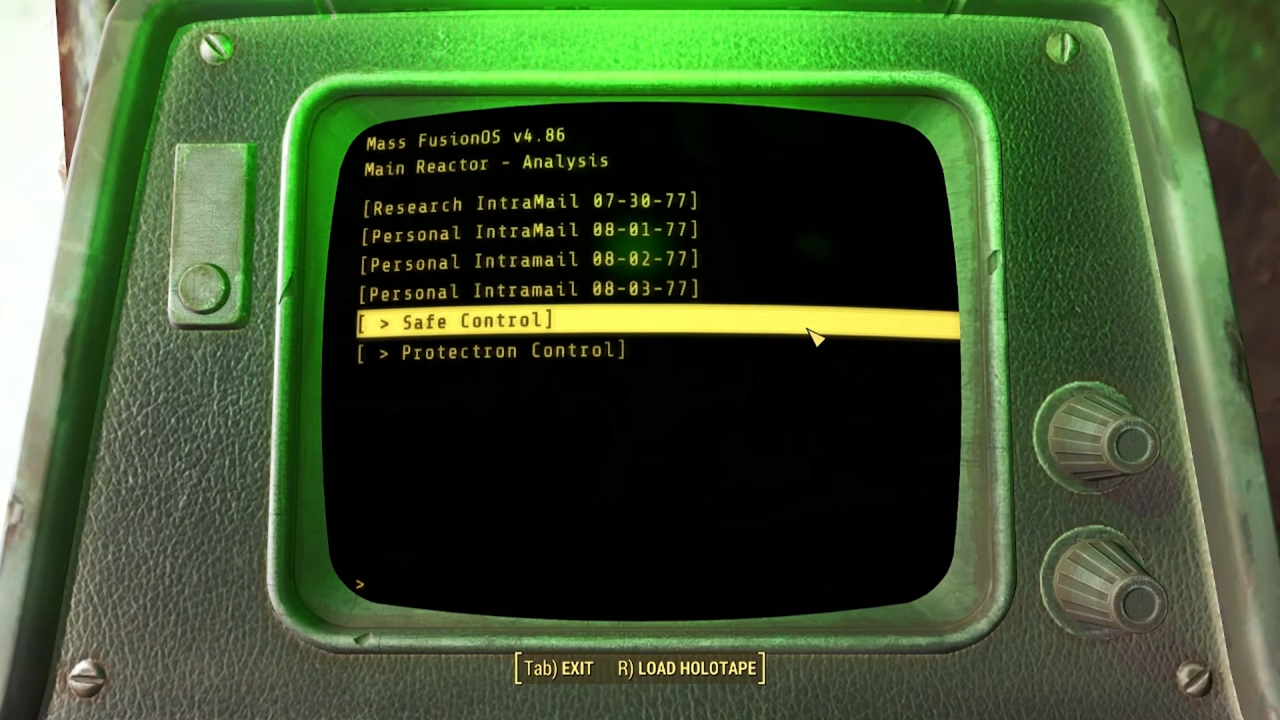 Mass FusionOS v4.86
Main Reactor - Analysis
[Research IntraMail 07-30-77]
[Personal IntraMail 08-01-77]
[Personal Intramail 08-02-77]
[Personal Intramail 08-03-77]
[ > Safe Control]
[ > Protectron Control]
>
[Tab) EXIT R) LOAD HOLOTAPE]